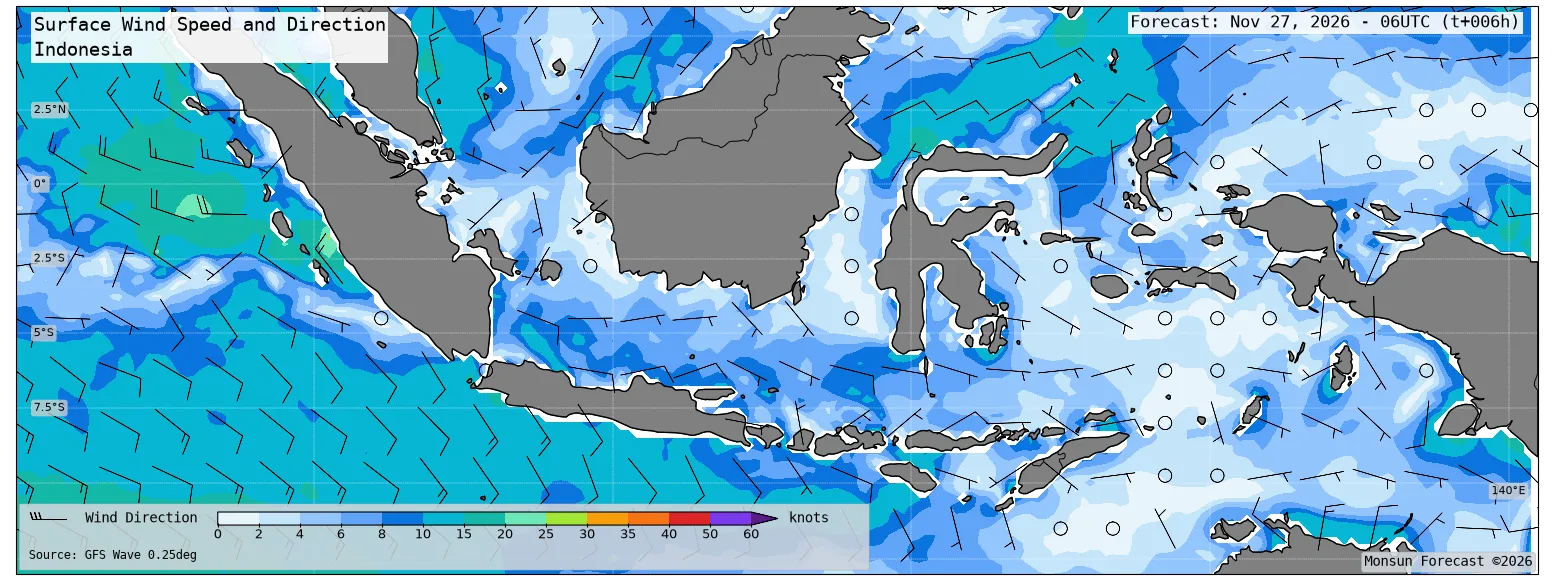 Surface Wind Speed and Direction
Indonesia
Forecast: Nov 27, 2026 - 06UTC (t+006h)
2.5°N
0°
2.5°S
5°S
7.5°S
140°E
Wind Direction
0 2 4 6 8 10 15 20 25 30 35 40 50 60
knots
Source: GFS Wave 0.25deg
Monsun Forecast ©2026